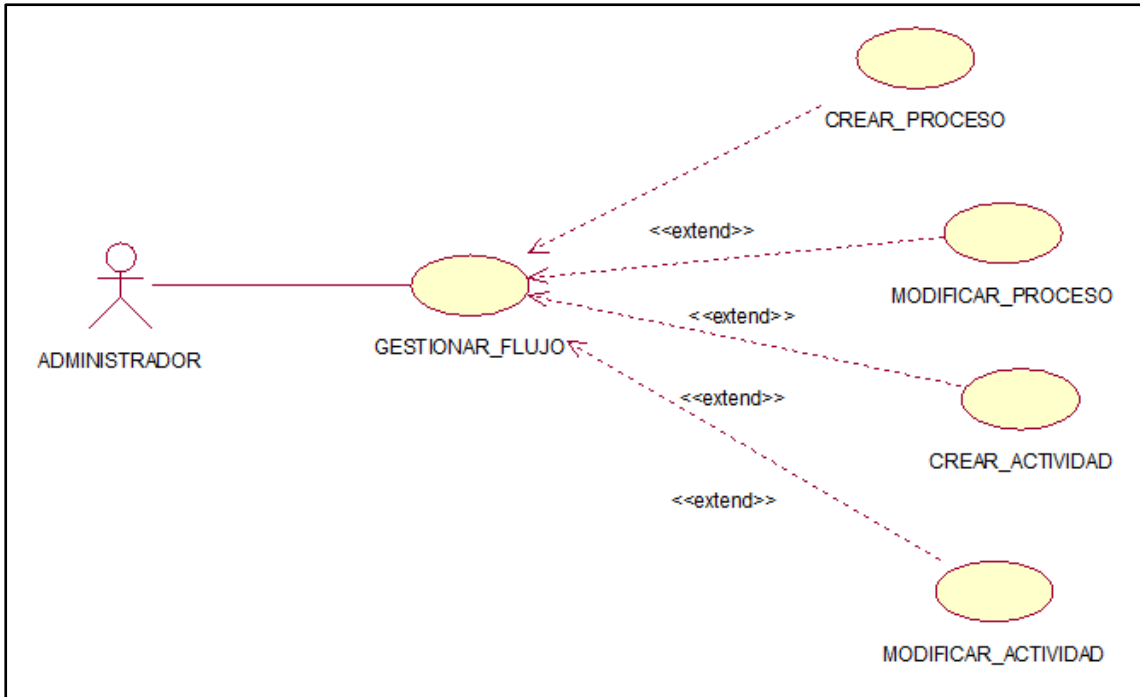 CREAR_PROCESO
<<extend>>
MODIFICAR_PROCESO
<<extend>>
GESTIONAR_FLUJO
ADMINISTRADOR
<<extend>>
CREAR_ACTIVIDAD
<<extend>>
MODIFICAR_ACTIVIDAD